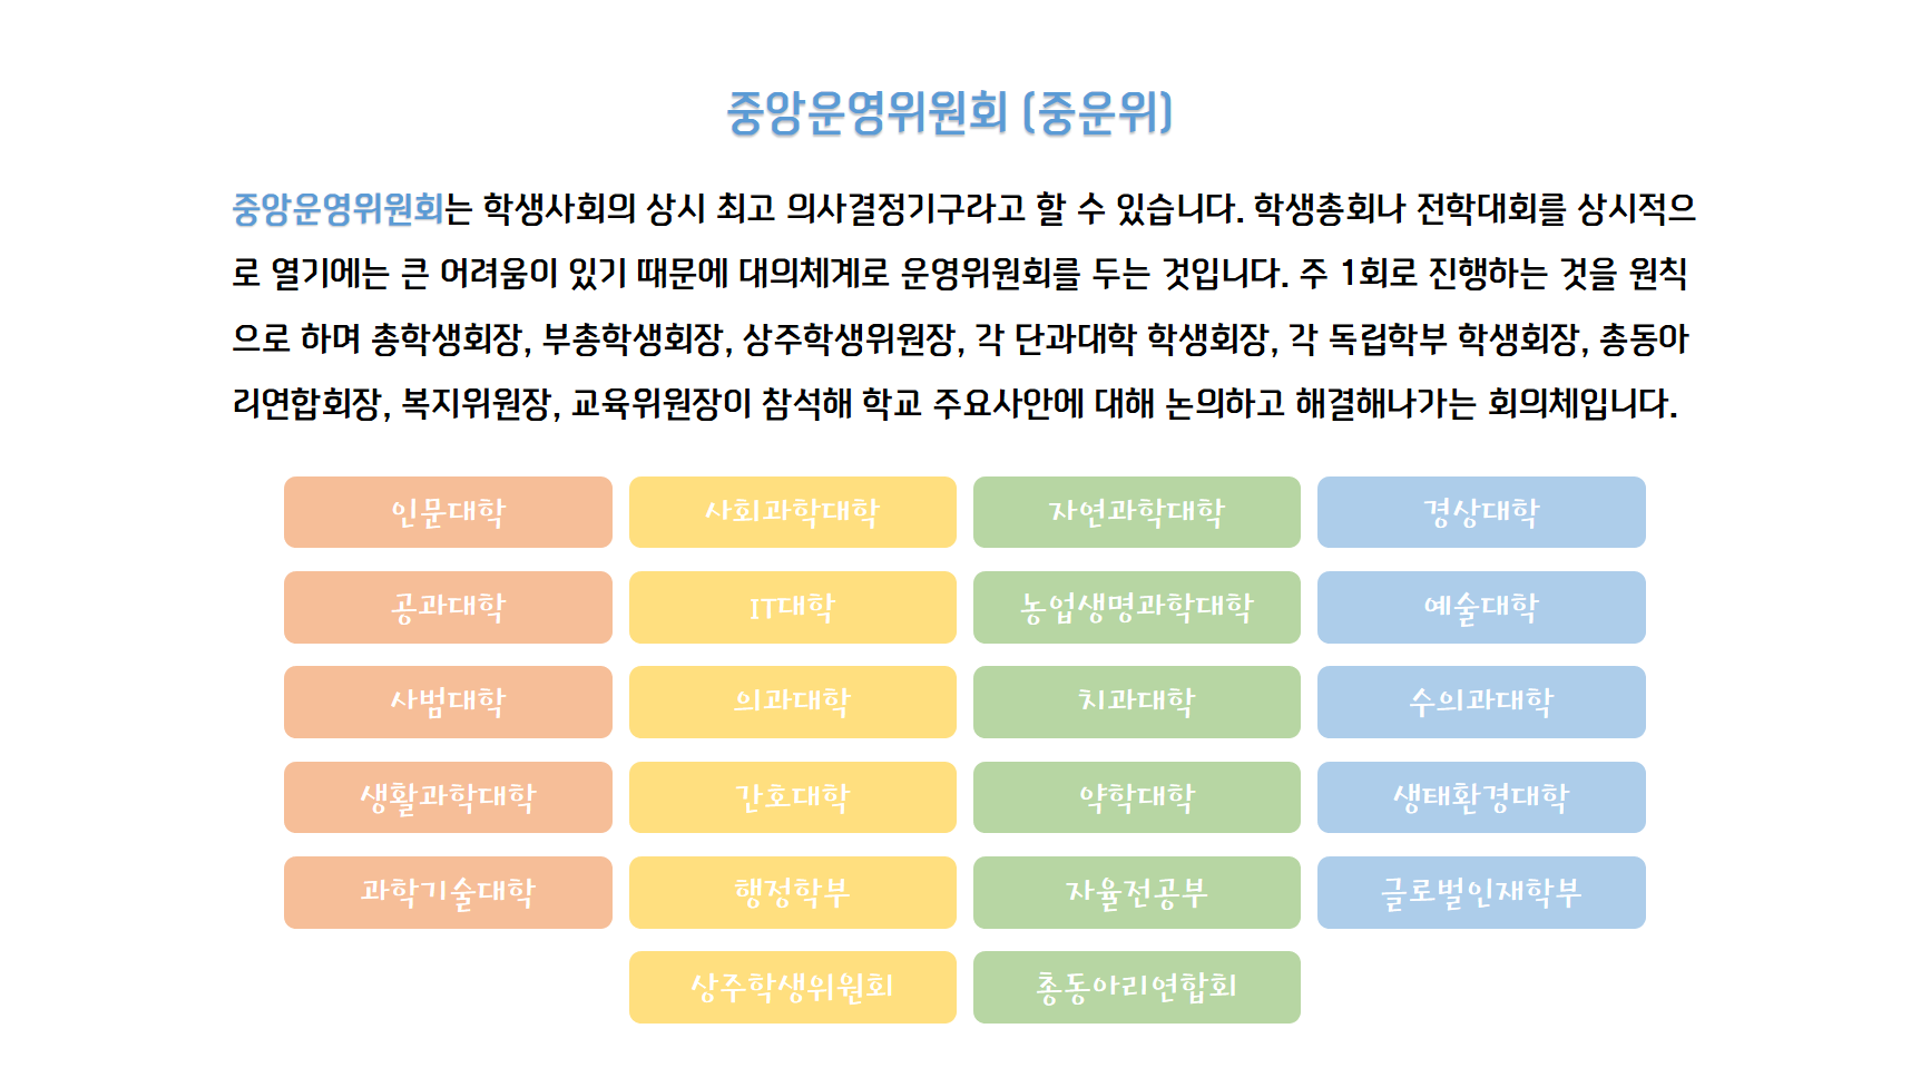 중앙운영위원회 (중운위)
중앙운영위원회는 학생사회의 상시 최고 의사결정기구라고 할 수 있습니다. 학생총회나 전학대회를 상시적으
로 열기에는 큰 어려움이 있기 때문에 대의체계로 운영위원회를 두는 것입니다. 주 1회로 진행하는 것을 원칙
으로 하며 총학생회장, 부총학생회장, 상주학생위원장, 각 단과대학 학생회장, 각 독립학부 학생회장, 총동아
리연합회장, 복지위원장, 교육위원장이 참석해 학교 주요사안에 대해 논의하고 해결해나가는 회의체입니다.
인문대학 사회과학대학 자연과학대학 경상대학
공과대학 IT대학 농업생명과학대학 예술대학
사범대학 의과대학 치과대학 수의과대학
생활과학대학 간호대학 약학대학 생태환경대학
과학기술대학 행정학부 자율전공부 글로벌인재학부
상주학생위원회 총동아리연합회